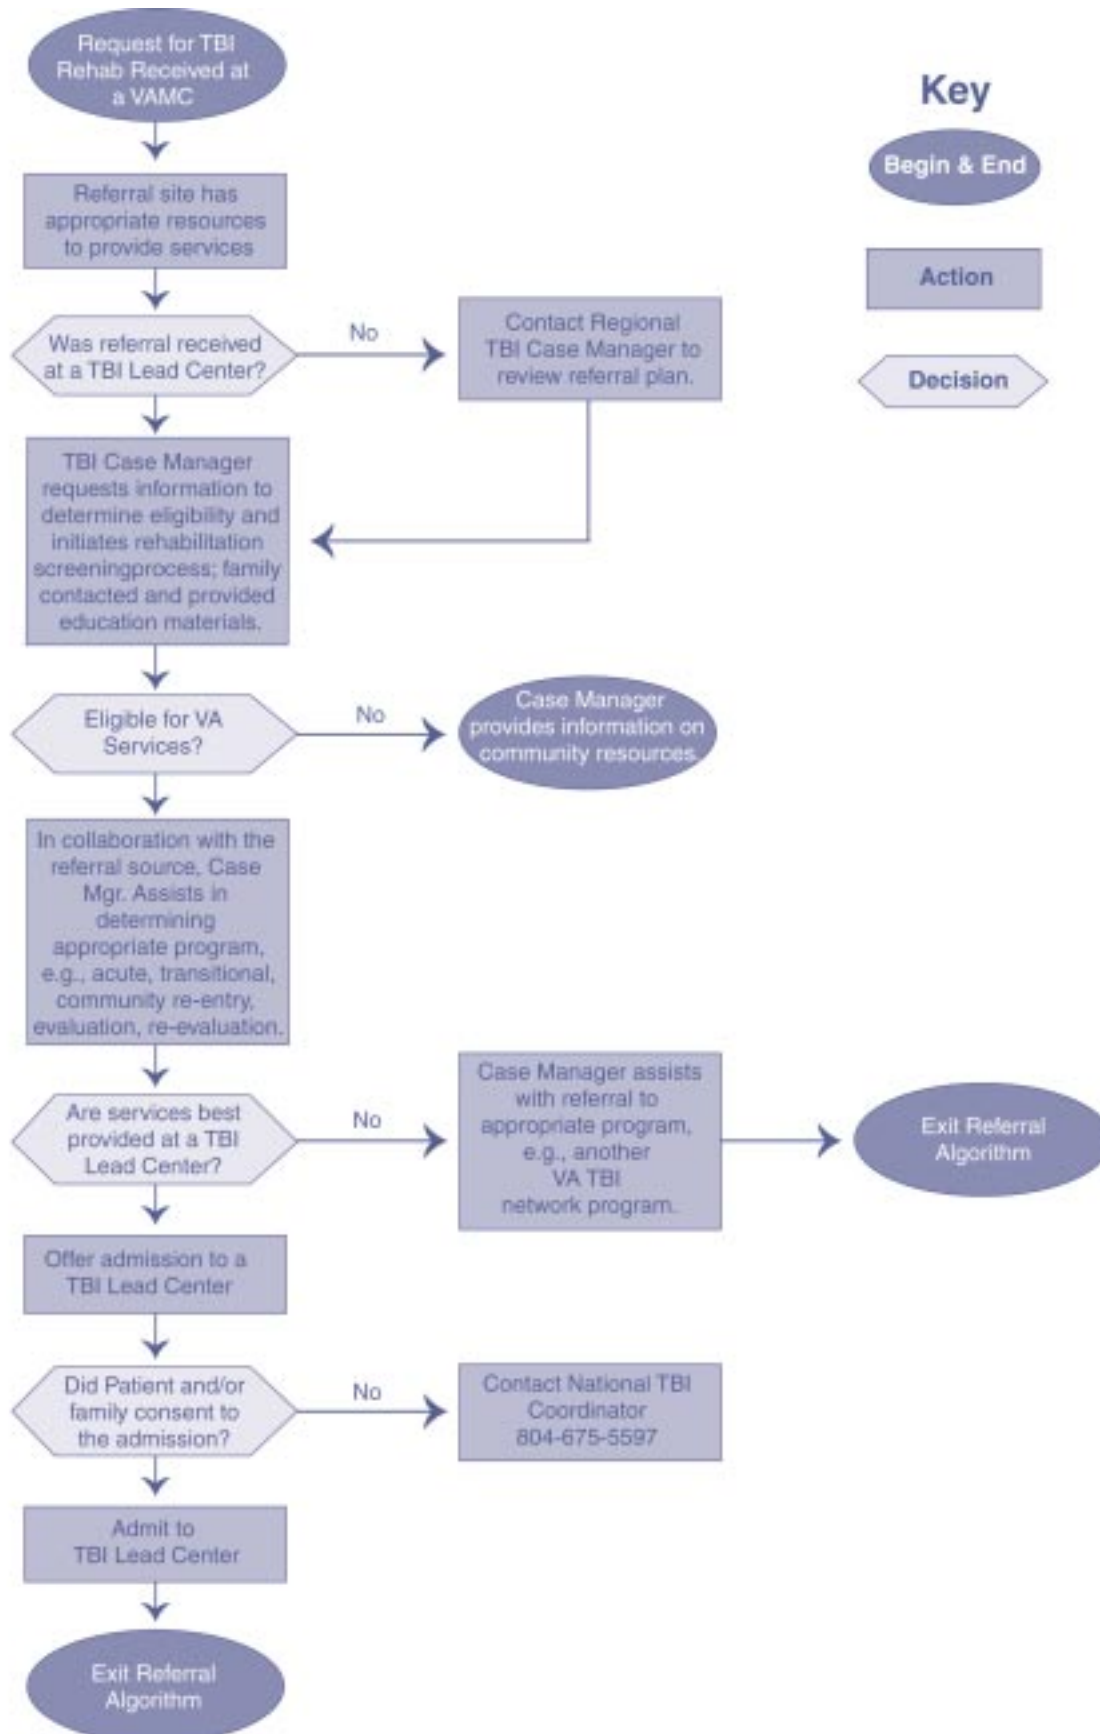 Request for TBI
Rehab Received at
a VAMC
Key
Begin & End
Action
Decision
Referral site has
appropriate resources
to provide services
Was referral received
at a TBI Lead Center?
No
Contact Regional
TBI Case Manager to
review referral plan.
TBI Case Manager
requests information to
determine eligibility and
initiates rehabilitation
screeningprocess; family
contacted and provided
education materials.
Eligible for VA
Services?
No
Case Manager
provides information on
community resources.
In collaboration with the
referral source, Case
Mgr. Assists in
determining
appropriate program,
e.g., acute, transitional,
community re-entry,
evaluation, re-evaluation.
Are services best
provided at a TBI
Lead Center?
No
Case Manager assists
with referral to
appropriate program,
e.g., another
VA TBI
network program.
Exit Referral
Algorithm
Offer admission to a
TBI Lead Center
Did Patient and/or
family consent to
the admission?
No
Contact National TBI
Coordinator
804-675-5597
Admit to
TBI Lead Center
Exit Referral
Algorithm